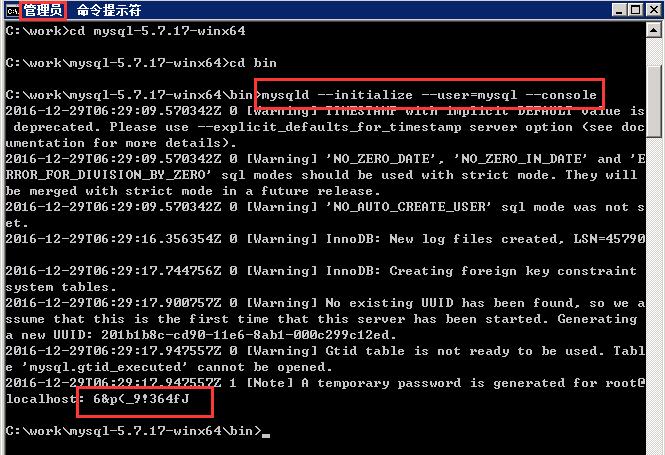 管理员 命令提示符
C:\work>cd mysql-5.7.17-winx64
C:\work\mysql-5.7.17-winx64>cd bin
C:\work\mysql-5.7.17-winx64\bin>mysqld --initialize --user=mysql --console
2016-12-29T06:29:09.570342Z 0 [Warning] TIMESTAMP with implicit DEFAULT value is
deprecated. Please use --explicit_defaults_for_timestamp server option (see doc
umentation for more details).
2016-12-29T06:29:09.570342Z 0 [Warning] 'NO_ZERO_DATE', 'NO_ZERO_IN_DATE' and 'E
RROR_FOR_DIVISION_BY_ZERO' sql modes should be used with strict mode. They will
be merged with strict mode in a future release.
2016-12-29T06:29:09.570342Z 0 [Warning] 'NO_AUTO_CREATE_USER' sql mode was not s
et.
2016-12-29T06:29:16.356354Z 0 [Warning] InnoDB: New log files created, LSN=45790
2016-12-29T06:29:17.744756Z 0 [Warning] InnoDB: Creating foreign key constraint
system tables.
2016-12-29T06:29:17.900757Z 0 [Warning] No existing UUID has been found, so we a
ssume that this is the first time that this server has been started. Generating
a new UUID: 201b1b8c-cd90-11e6-8ab1-000c299c12ed.
2016-12-29T06:29:17.947557Z 0 [Warning] Gtid table is not ready to be used. Tabl
e 'mysql.gtid_executed' cannot be opened.
2016-12-29T06:29:17.947557Z 1 [Note] A temporary password is generated for root@
localhost: 6&p<_9!364fJ
C:\work\mysql-5.7.17-winx64\bin>_